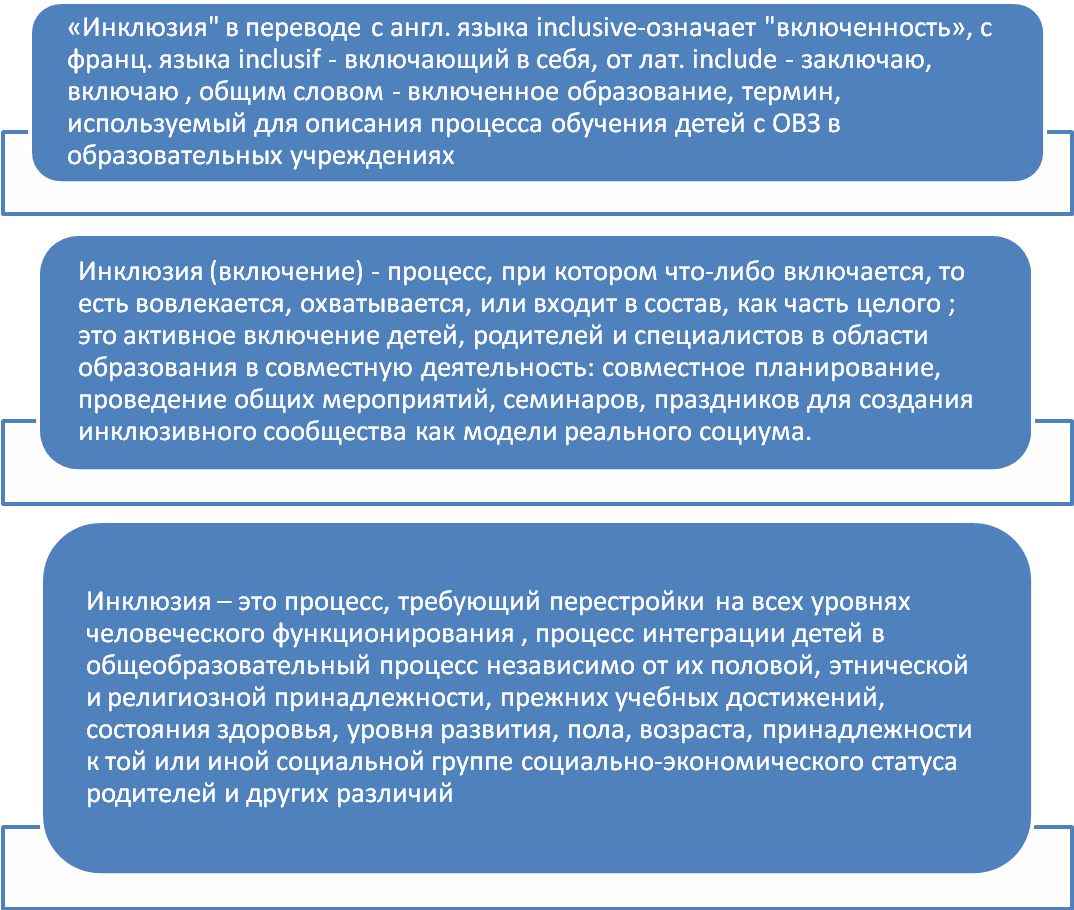 «Инклюзия" в переводе с англ. языка inclusive-означает "включенность», с
франц. языка inclusif - включающий в себя, от лат. include - заключаю,
включаю , общим словом - включенное образование, термин,
используемый для описания процесса обучения детей с ОВЗ в
образовательных учреждениях
Инклюзия (включение) - процесс, при котором что-либо включается, то
есть вовлекается, охватывается, или входит в состав, как часть целого ;
это активное включение детей, родителей и специалистов в области
образования в совместную деятельность: совместное планирование,
проведение общих мероприятий, семинаров, праздников для создания
инклюзивного сообщества как модели реального социума.
Инклюзия – это процесс, требующий перестройки на всех уровнях
человеческого функционирования , процесс интеграции детей в
общеобразовательный процесс независимо от их половой, этнической
и религиозной принадлежности, прежних учебных достижений,
состояния здоровья, уровня развития, пола, возраста, принадлежности
к той или иной социальной группе социально-экономического статуса
родителей и других различий